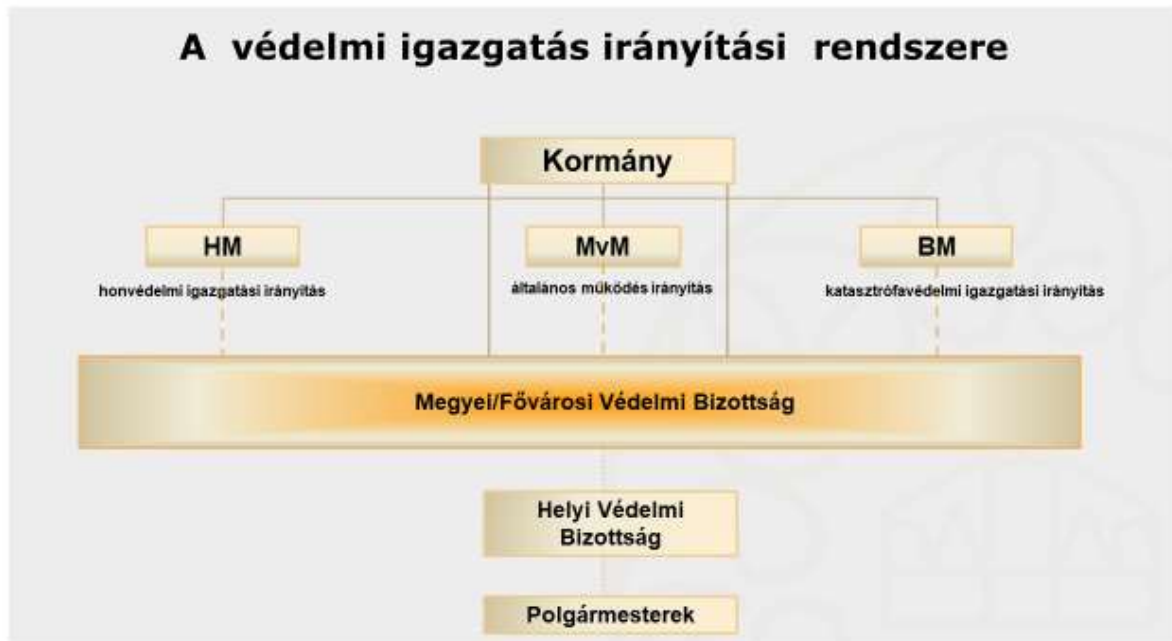 A védelmi igazgatás irányítási rendszere
Kormány
HM
MvM
BM
honvédelmi igazgatási irányítás
általános működés irányítás
katasztrófavédelmi igazgatási irányítás
Megyei/Fővárosi Védelmi Bizottság
Helyi Védelmi
Bizottság
Polgármesterek